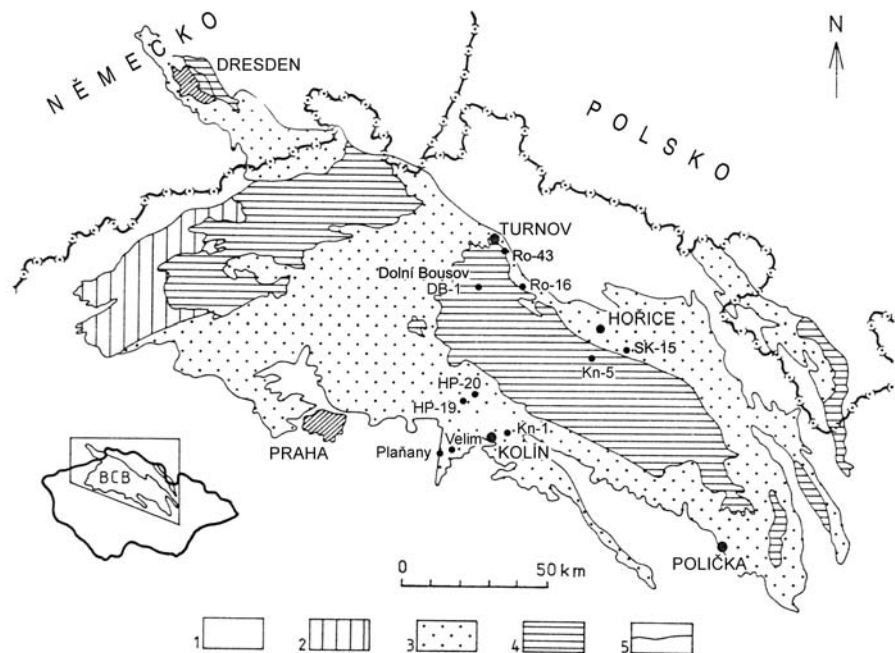 NĚMECKO
DRESDEN
N
POLSKO
TURNOV
Ro-43
Dolní Bousov
DB-1
Ro-16
HOŘICE
SK-15
Kn-5
HP-20
HP-19
Kn-1
Velim
Plaňany
KOLÍN
PRAHA
BCB
POLIČKA
0 50 km
1 2 3 4 5